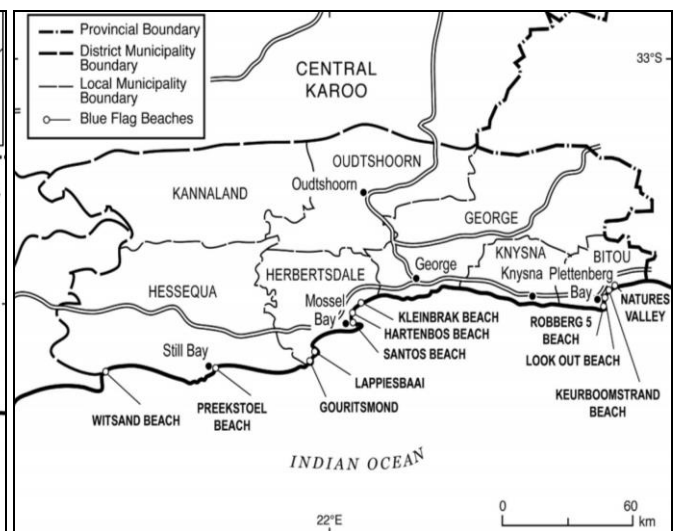 Provincial Boundary
District Municipality
Boundary
Local Municipality
Boundary
Blue Flag Beaches
33°S
CENTRAL
KAROO
OUDTSHOORN
Oudtshoorn
KANNALAND
GEORGE
KNYSNA
BITOU
George
Knysna
Plettenberg
Bay
HERBERTSDALE
HESSEQUA
Mossel
Bay
KLEINBRAK BEACH
HARTENBOS BEACH
SANTOS BEACH
NATURES
VALLEY
ROBBERG 5
BEACH
LOOK OUT BEACH
Still Bay
LAPPIESBAAI
KEURBOOMSTRAND
BEACH
GOURITSMOND
WITSAND BEACH
PREEKSTOEL
BEACH
INDIAN OCEAN
22°E
0
60
km